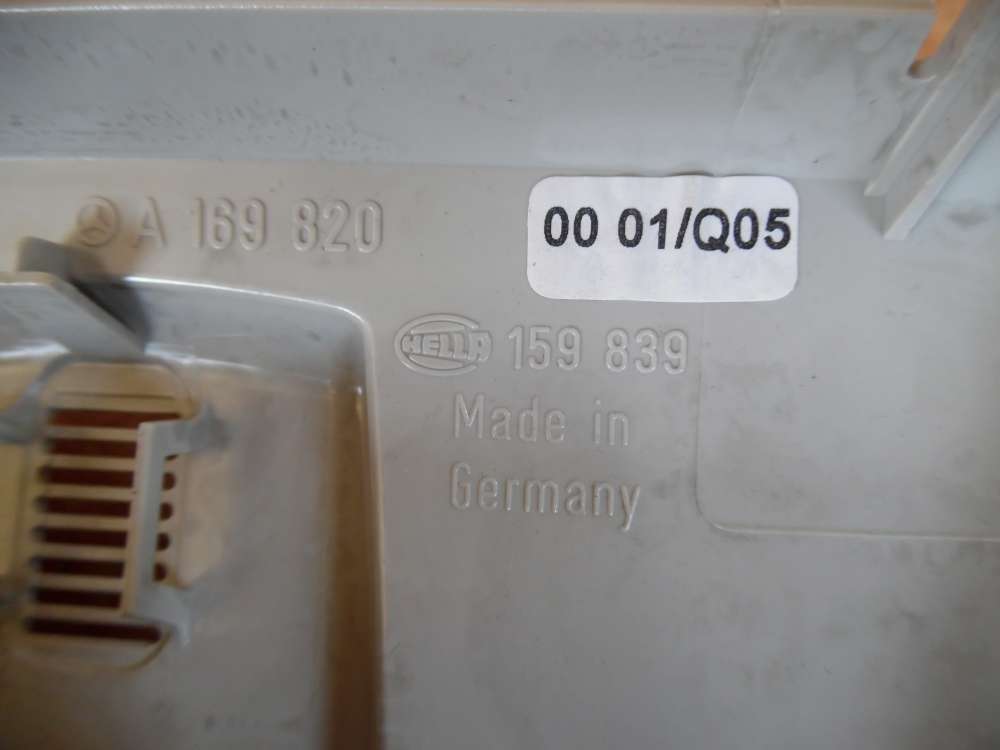 A 169 820 00 01/Q05
HELLA 159 839
Made in
Germany